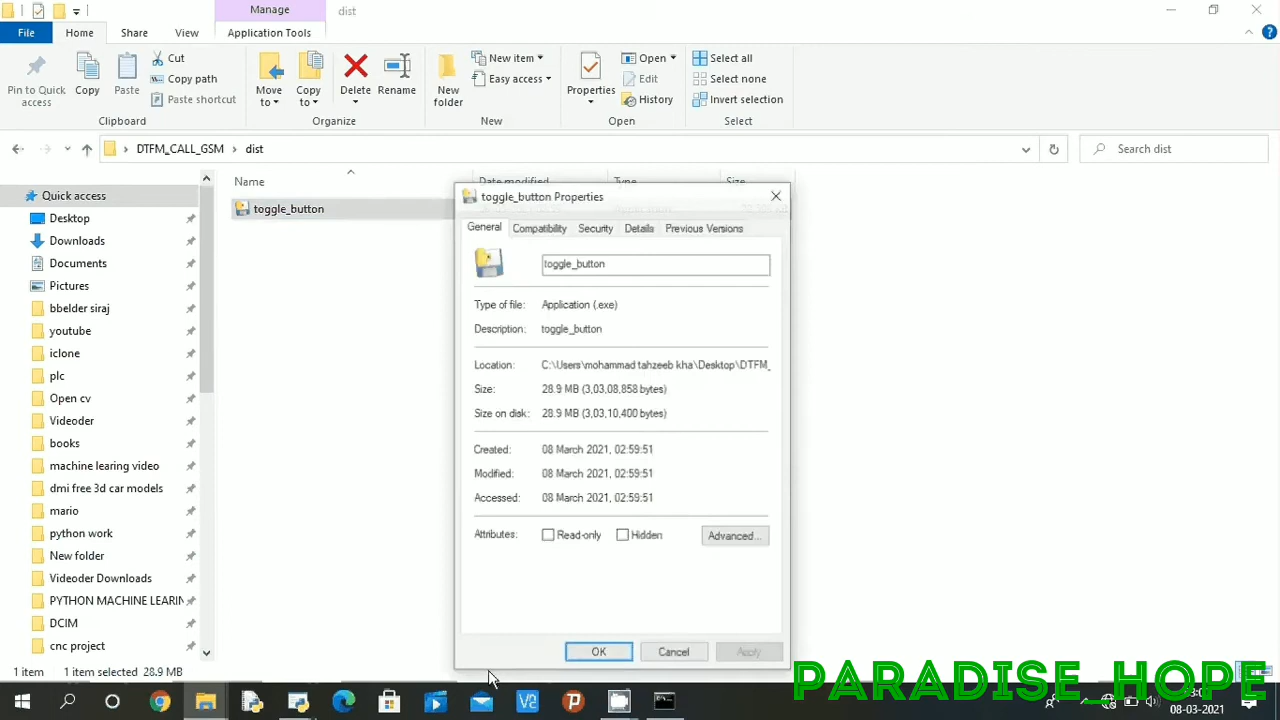 Manage
dist
File
Home
Share
View
Application Tools
Pin to Quick access
Copy
Paste
Cut
Copy path
Paste shortcut
Clipboard
Move to
Copy to
Delete
Rename
Organize
New folder
New item
Easy access
New
Properties
Open
Edit
History
Open
Select all
Select none
Invert selection
Select
DTFM_CALL_GSM > dist
Search dist
Name
Date modified
Type
Size
Quick access
Desktop
Downloads
Documents
Pictures
bbelder siraj
youtube
iclone
plc
Open cv
Videoder
books
machine learing video
dmi free 3d car models
mario
python work
New folder
Videoder Downloads
PYTHON MACHINE LEARIN
DCIM
cnc project
toggle_button
toggle_button Properties
General
Compatibility
Security
Details
Previous Versions
toggle_button
Type of file: Application (.exe)
Description: toggle_button
Location: C:\Users\mohammad tahzeeb kha\Desktop\DTFM_
Size: 28.9 MB (3,03,08,858 bytes)
Size on disk: 28.9 MB (3,03,10,400 bytes)
Created: 08 March 2021, 02:59:51
Modified: 08 March 2021, 02:59:51
Accessed: 08 March 2021, 02:59:51
Attributes: Read-only Hidden Advanced...
OK
Cancel
Apply
1 item
1 item selected 28.9 MB
PARADISE HOPE
08-03-2021